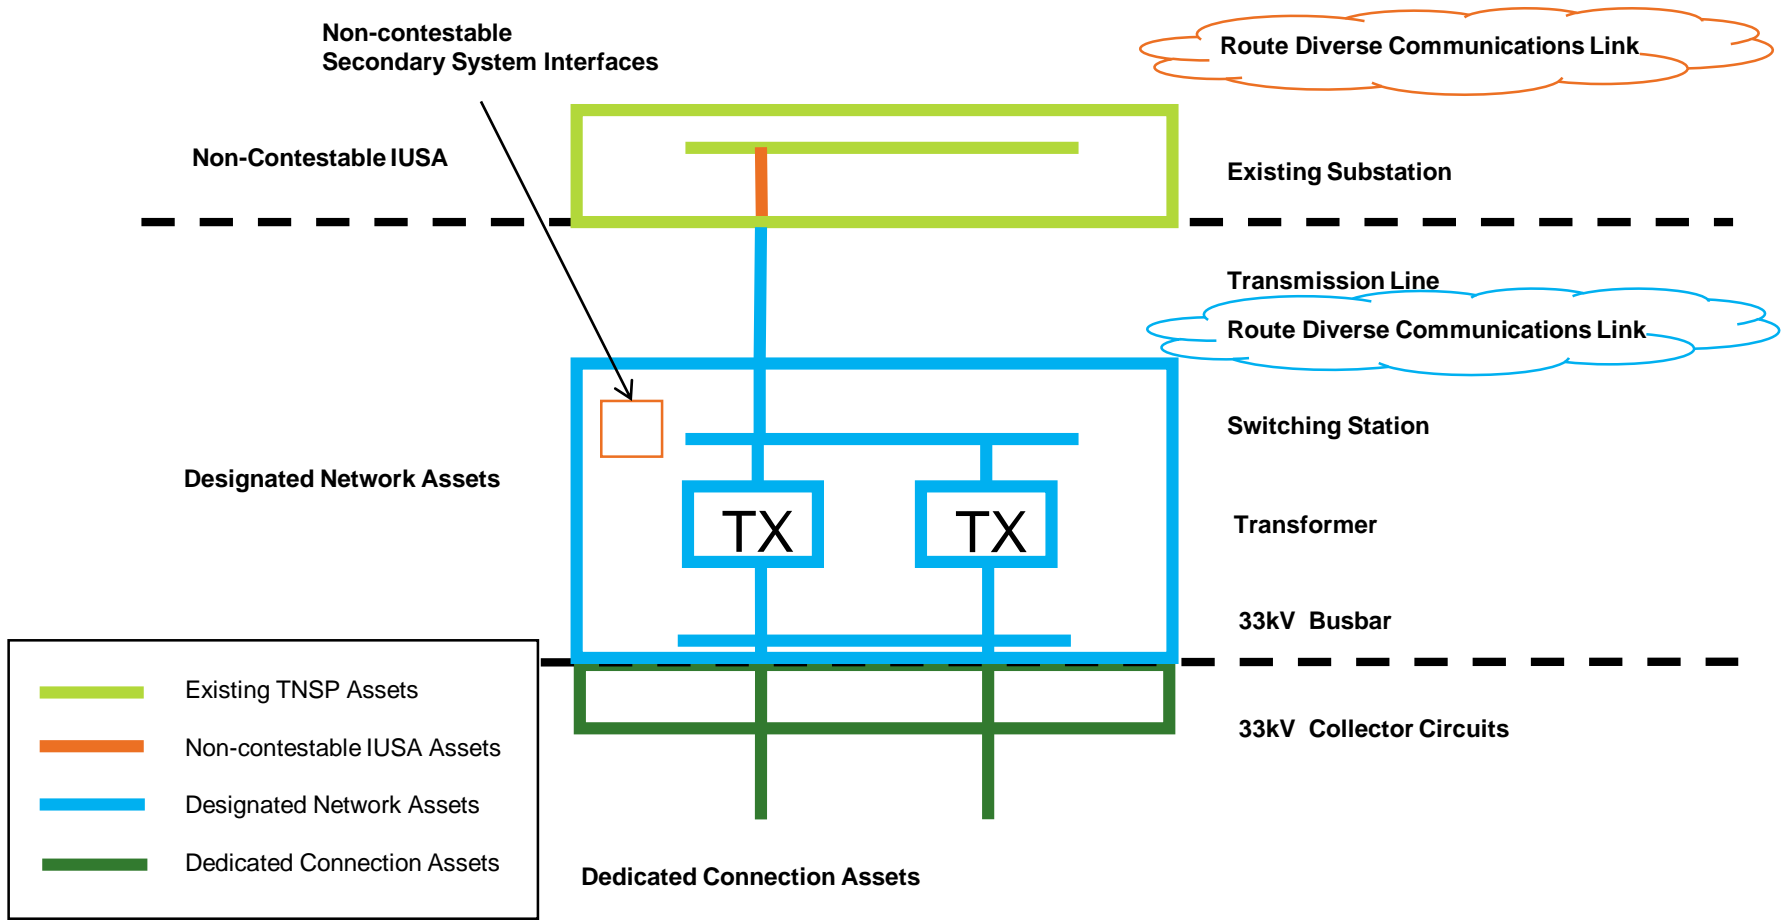 Non-contestable
Secondary System Interfaces
Route Diverse Communications Link
Non-Contestable IUSA
Existing Substation
Transmission Line
Route Diverse Communications Link
Switching Station
Designated Network Assets
TX
TX
Transformer
33kV Busbar
33kV Collector Circuits
Existing TNSP Assets
Non-contestable IUSA Assets
Designated Network Assets
Dedicated Connection Assets
Dedicated Connection Assets